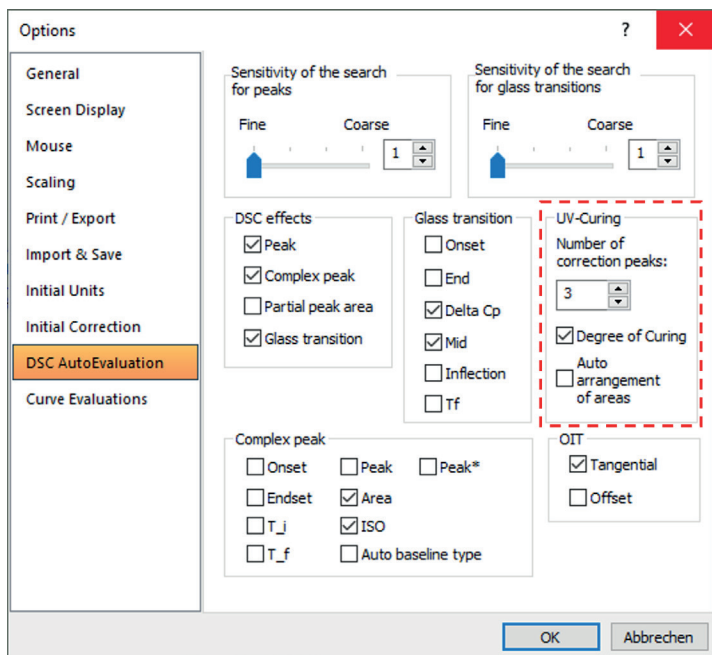 Options
?
General
Screen Display
Mouse
Scaling
Print / Export
Import & Save
Initial Units
Initial Correction
DSC AutoEvaluation
Curve Evaluations
Sensitivity of the search
for peaks
Fine Coarse
1
Sensitivity of the search
for glass transitions
Fine Coarse
1
DSC effects
Peak
Complex peak
Partial peak area
Glass transition
Glass transition
Onset
End
Delta Cp
Mid
Inflection
Tf
UV-Curing
Number of
correction peaks:
3
Degree of Curing
Auto
arrangement
of areas
Complex peak
Onset Peak Peak*
Endset Area
T_i ISO
T_f Auto baseline type
OIT
Tangential
Offset
OK Abbrechen